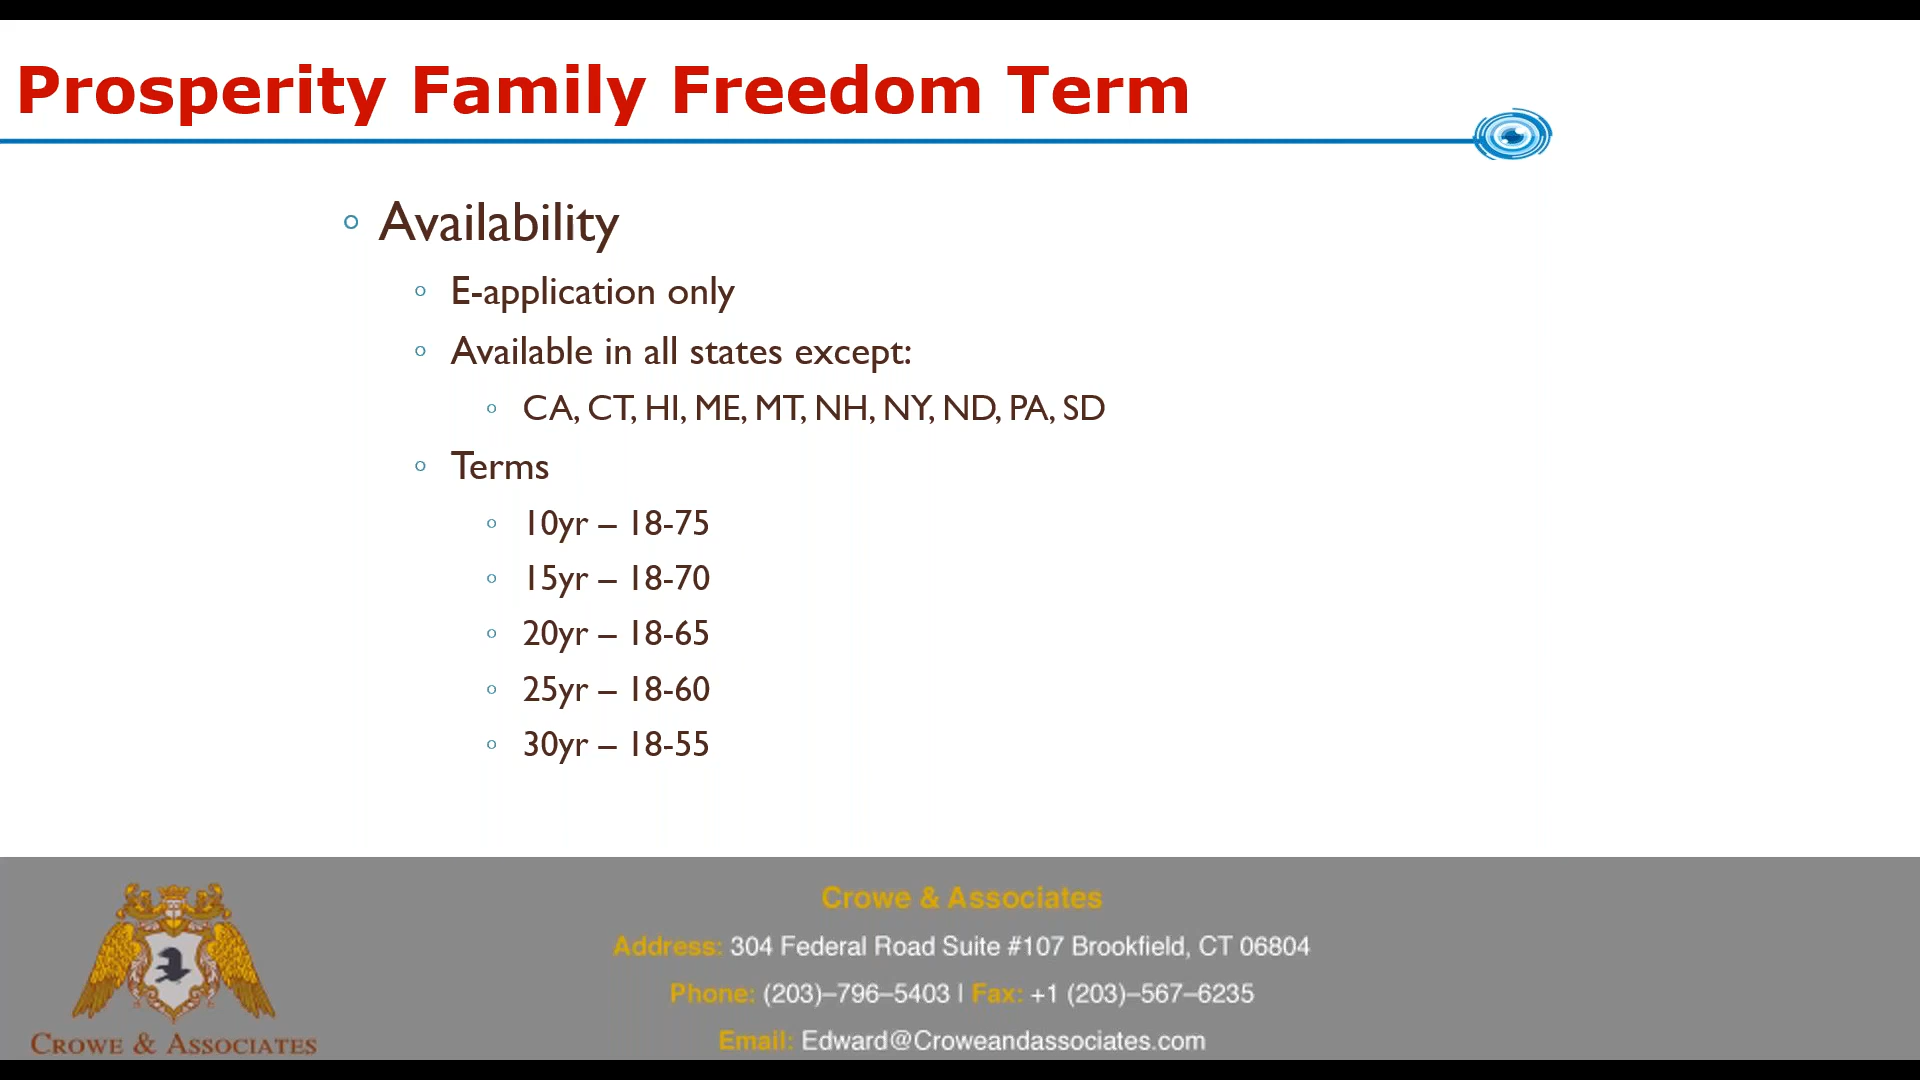 Prosperity Family Freedom Term
Availability
E-application only
Available in all states except:
CA, CT, HI, ME, MT, NH, NY, ND, PA, SD
Terms
10yr – 18-75
15yr – 18-70
20yr – 18-65
25yr – 18-60
30yr – 18-55
Crowe & Associates
Address: 304 Federal Road Suite #107 Brookfield, CT 06804
Phone: (203)–796–5403 | Fax: +1 (203)–567–6235
Email: Edward@Croweandassociates.com
Crowe & Associates